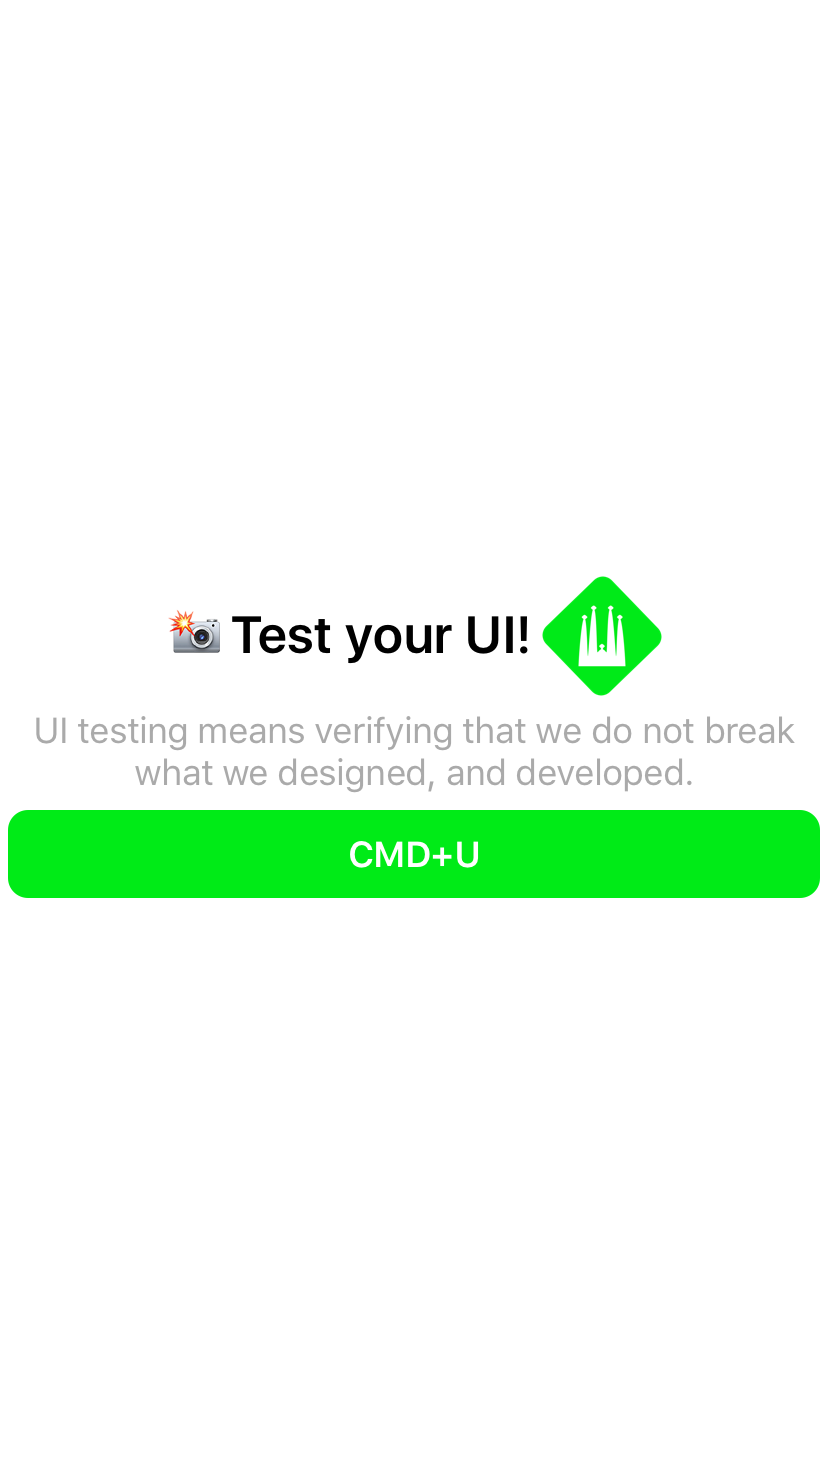 📸 Test your UI!
UI testing means verifying that we do not break
what we designed, and developed.
CMD+U